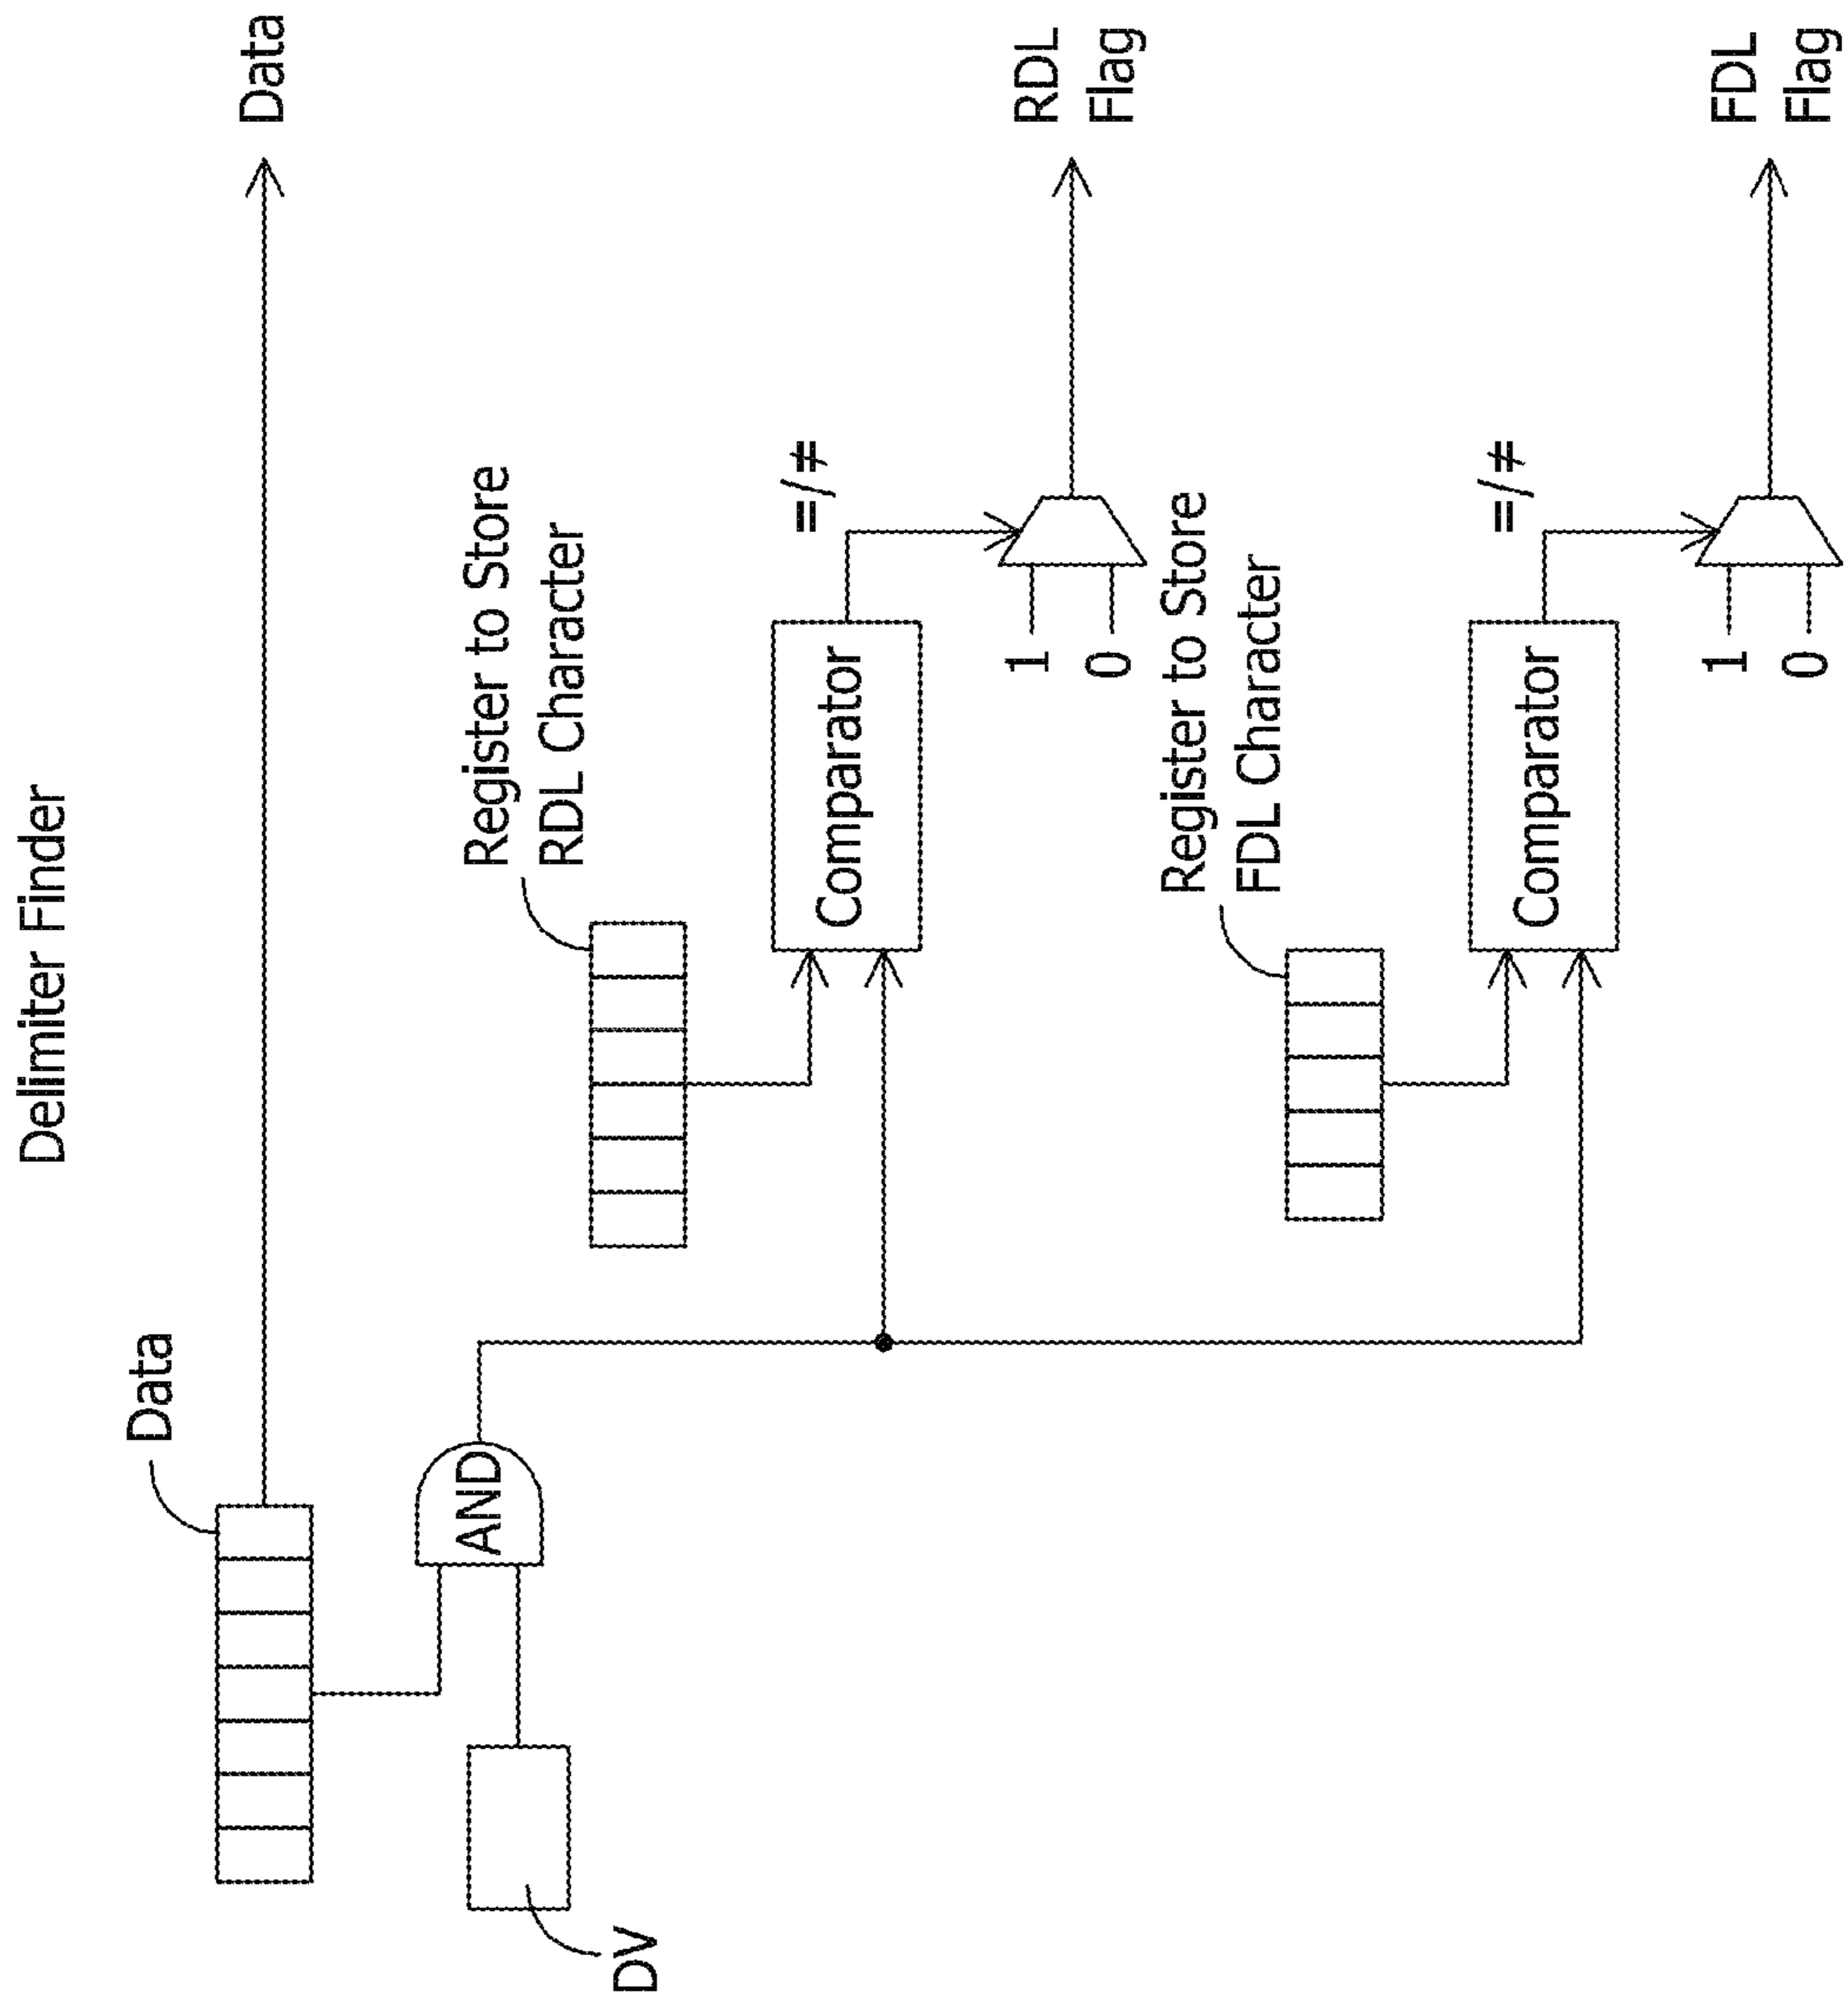 Delimiter Finder
Data
Data
AND
DV
Register to Store
RDL Character
Comparator
=/≠
1
0
RDL
Flag
Register to Store
FDL Character
Comparator
=/≠
1
0
FDL
Flag